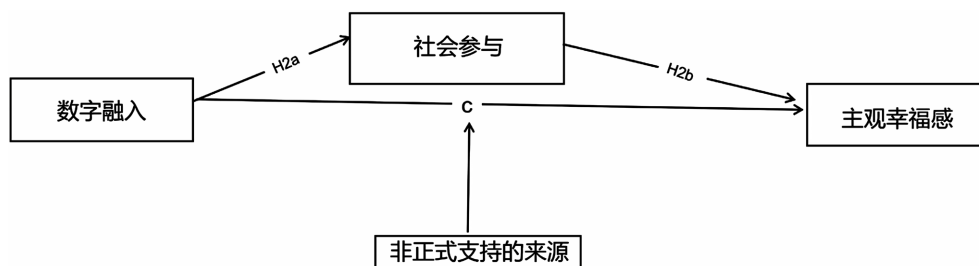 社会参与
H2a
H2b
数字融入
C
主观幸福感
非正式支持的来源